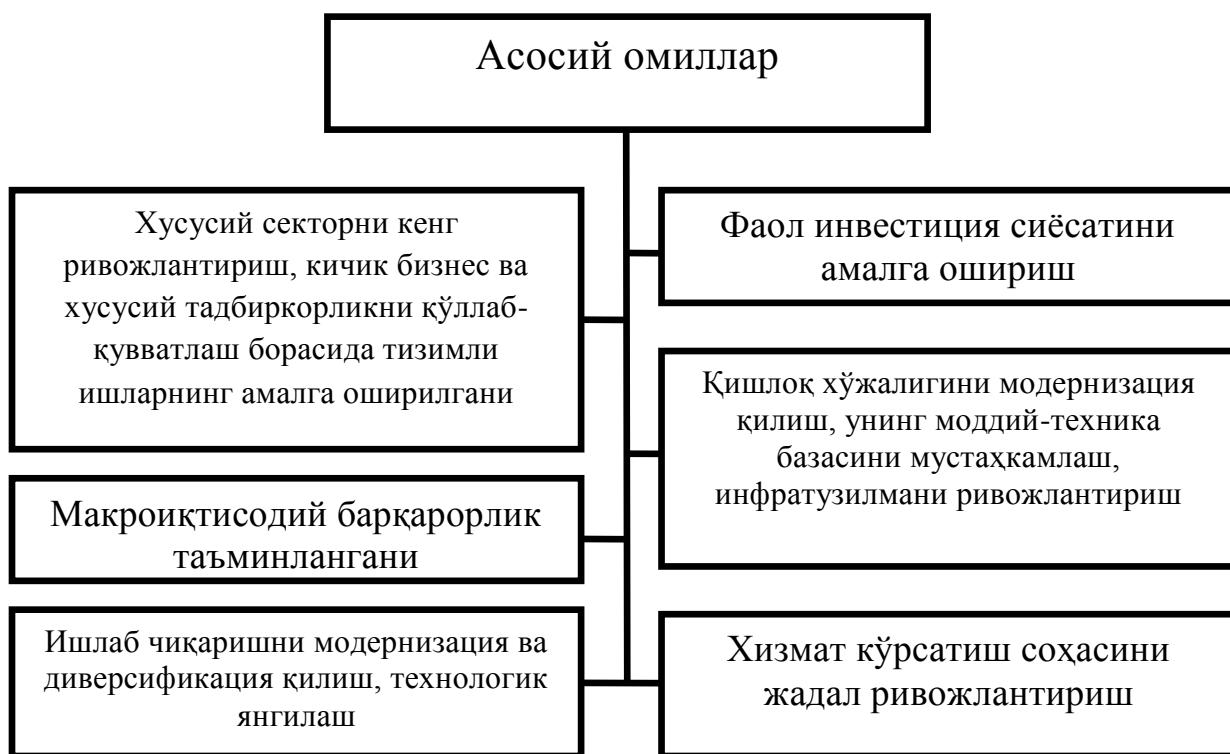 Асосий омиллар
Хусусий секторни кенг
ривожлантириш, кичик бизнес ва
хусусий тадбиркорликни қўллаб-
қувватлаш борасида тизимли
ишларнинг амалга оширилгани
Фаол инвестиция сиёсатини
амалга ошириш
Қишлоқ хўжалигини модернизация
қилиш, унинг моддий-техника
базасини мустаҳкамлаш,
инфратузилмани ривожлантириш
Макроиқтисодий барқарорлик
таъминлангани
Ишлаб чиқаришни модернизация ва
диверсификация қилиш, технологик
янгилаш
Хизмат кўрсатиш соҳасини
жадал ривожлантириш